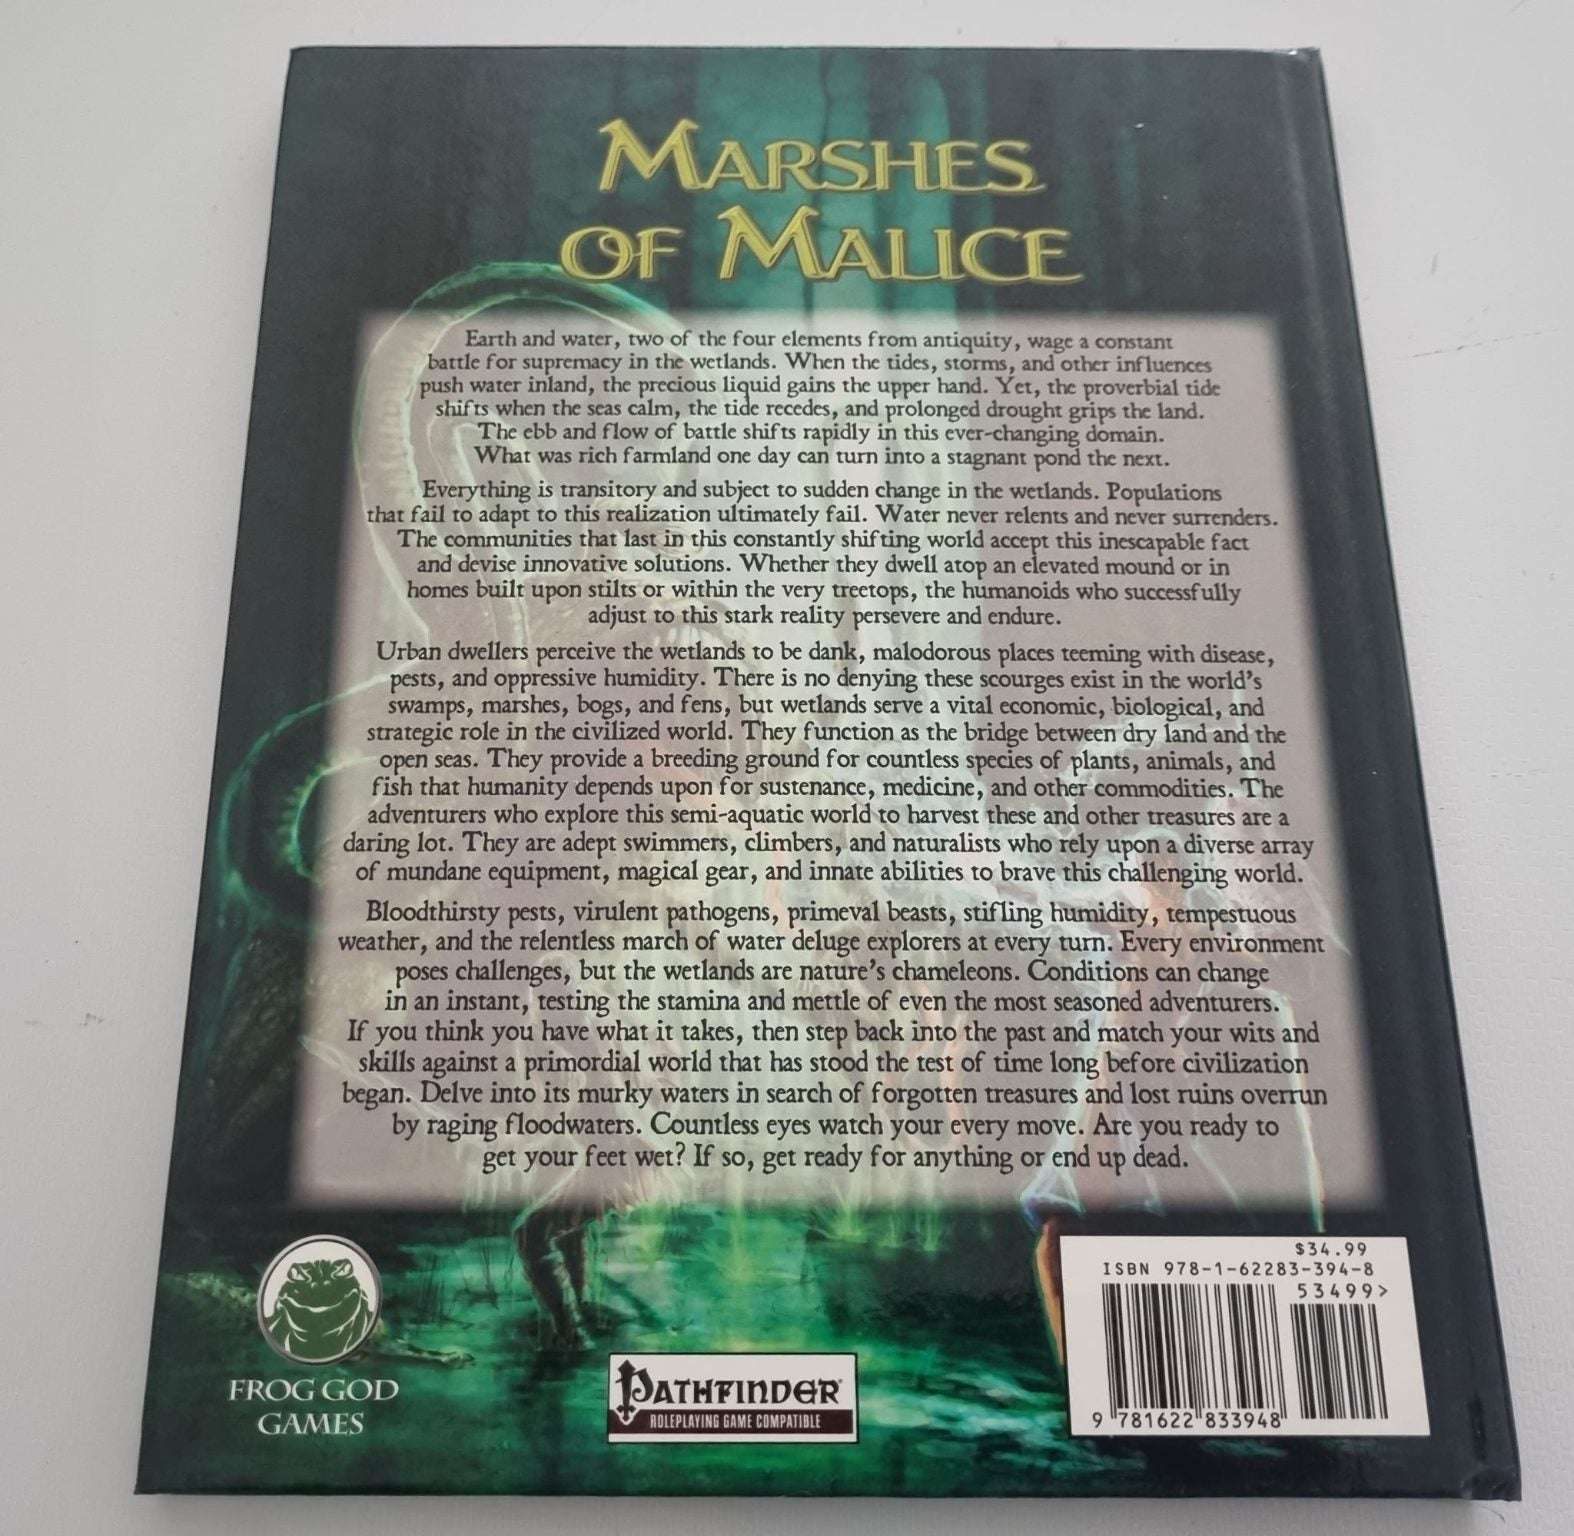 MARSHES
OF MALICE
Earth and water, two of the four elements from antiquity, wage a constant
battle for supremacy in the wetlands. When the tides, storms, and other influences
push water inland, the precious liquid gains the upper hand. Yet, the proverbial tide
shifts when the seas calm, the tide recedes, and prolonged drought grips the land.
The ebb and flow of battle shifts rapidly in this ever-changing domain.
What was rich farmland one day can turn into a stagnant pond the next.
Everything is transitory and subject to sudden change in the wetlands. Populations
that fail to adapt to this realization ultimately fail. Water never relents and never surrenders.
The communities that last in this constantly shifting world accept this inescapable fact
and devise innovative solutions. Whether they dwell atop an elevated mound or in
homes built upon stilts or within the very treetops, the humanoids who successfully
adjust to this stark reality persevere and endure.
Urban dwellers perceive the wetlands to be dank, malodorous places teeming with disease,
pests, and oppressive humidity. There is no denying these scourges exist in the world's
swamps, marshes, bogs, and fens, but wetlands serve a vital economic, biological, and
strategic role in the civilized world. They function as the bridge between dry land and the
open seas. They provide a breeding ground for countless species of plants, animals, and
fish that humanity depends upon for sustenance, medicine, and other commodities. The
adventurers who explore this semi-aquatic world to harvest these and other treasures are a
daring lot. They are adept swimmers, climbers, and naturalists who rely upon a diverse array
of mundane equipment, magical gear, and innate abilities to brave this challenging world.
Bloodthirsty pests, virulent pathogens, primeval beasts, stifling humidity, tempestuous
weather, and the relentless march of water deluge explorers at every turn. Every environment
poses challenges, but the wetlands are nature's chameleons. Conditions can change
in an instant, testing the stamina and mettle of even the most seasoned adventurers.
If you think you have what it takes, then step back into the past and match your wits and
skills against a primordial world that has stood the test of time long before civilization
began. Delve into its murky waters in search of forgotten treasures and lost ruins overrun
by raging floodwaters. Countless eyes watch your every move. Are you ready to
get your feet wet? If so, get ready for anything or end up dead.
FROG GOD
GAMES
PATHFINDER
ROLEPLAYING GAME COMPATIBLE
$34.99
ISBN 978-1-62283-394-8
53499>
9 781622 833948